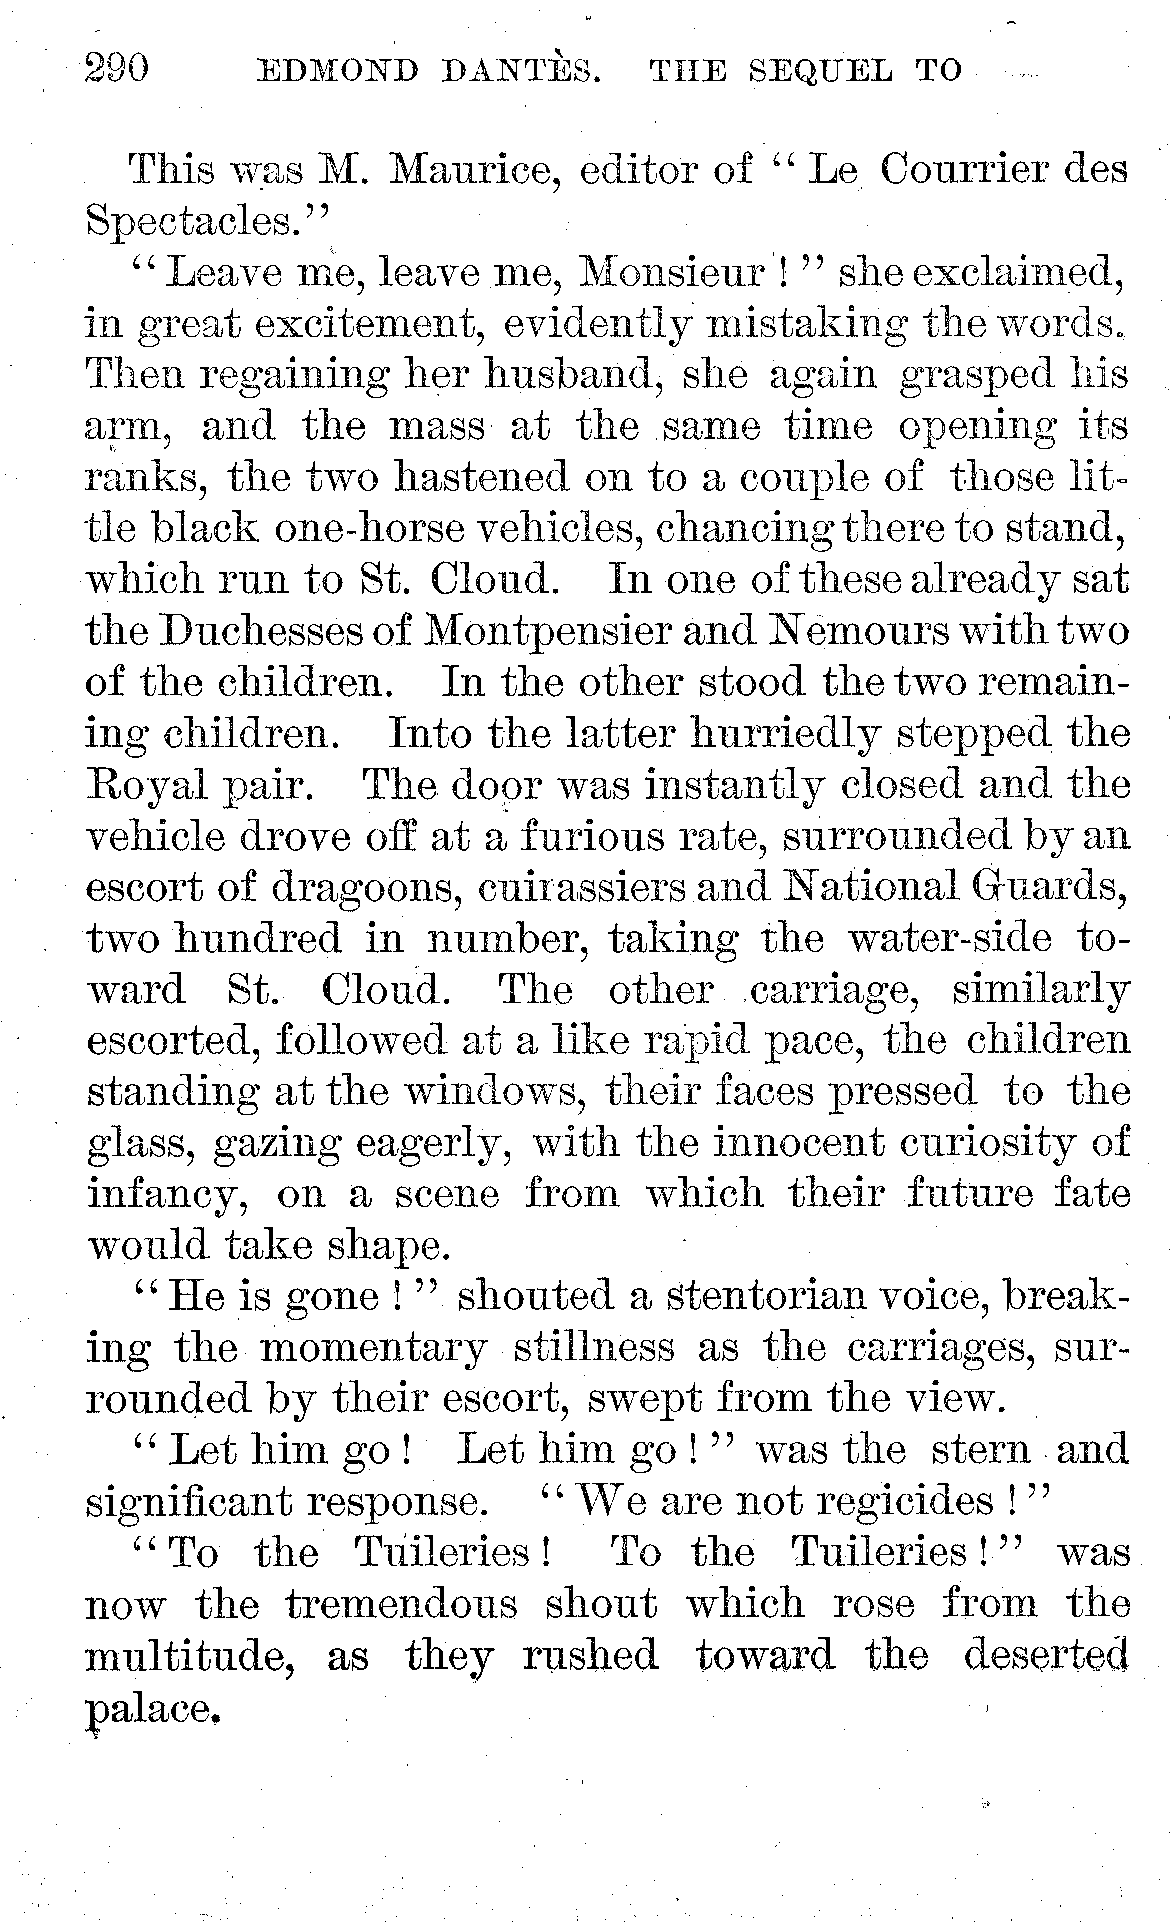 290 EDMOND DANTÈS. THE SEQUEL TO
This was M. Maurice, editor of “Le Courrier des
Spectacles.”
“Leave me, leave me, Monsieur!” she exclaimed,
in great excitement, evidently mistaking the words.
Then regaining her husband, she again grasped his
arm, and the mass at the same time opening its
ranks, the two hastened on to a couple of those lit-
tle black one-horse vehicles, chancing there to stand,
which run to St. Cloud. In one of these already sat
the Duchesses of Montpensier and Nemours with two
of the children. In the other stood the two remain-
ing children. Into the latter hurriedly stepped the
Royal pair. The door was instantly closed and the
vehicle drove off at a furious rate, surrounded by an
escort of dragoons, cuirassiers and National Guards,
two hundred in number, taking the water-side to-
ward St. Cloud. The other carriage, similarly
escorted, followed at a like rapid pace, the children
standing at the windows, their faces pressed to the
glass, gazing eagerly, with the innocent curiosity of
infancy, on a scene from which their future fate
would take shape.
“He is gone!” shouted a stentorian voice, break-
ing the momentary stillness as the carriages, sur-
rounded by their escort, swept from the view.
“Let him go! Let him go!” was the stern and
significant response. “We are not regicides!”
“To the Tuileries! To the Tuileries!” was
now the tremendous shout which rose from the
multitude, as they rushed toward the deserted
palace.